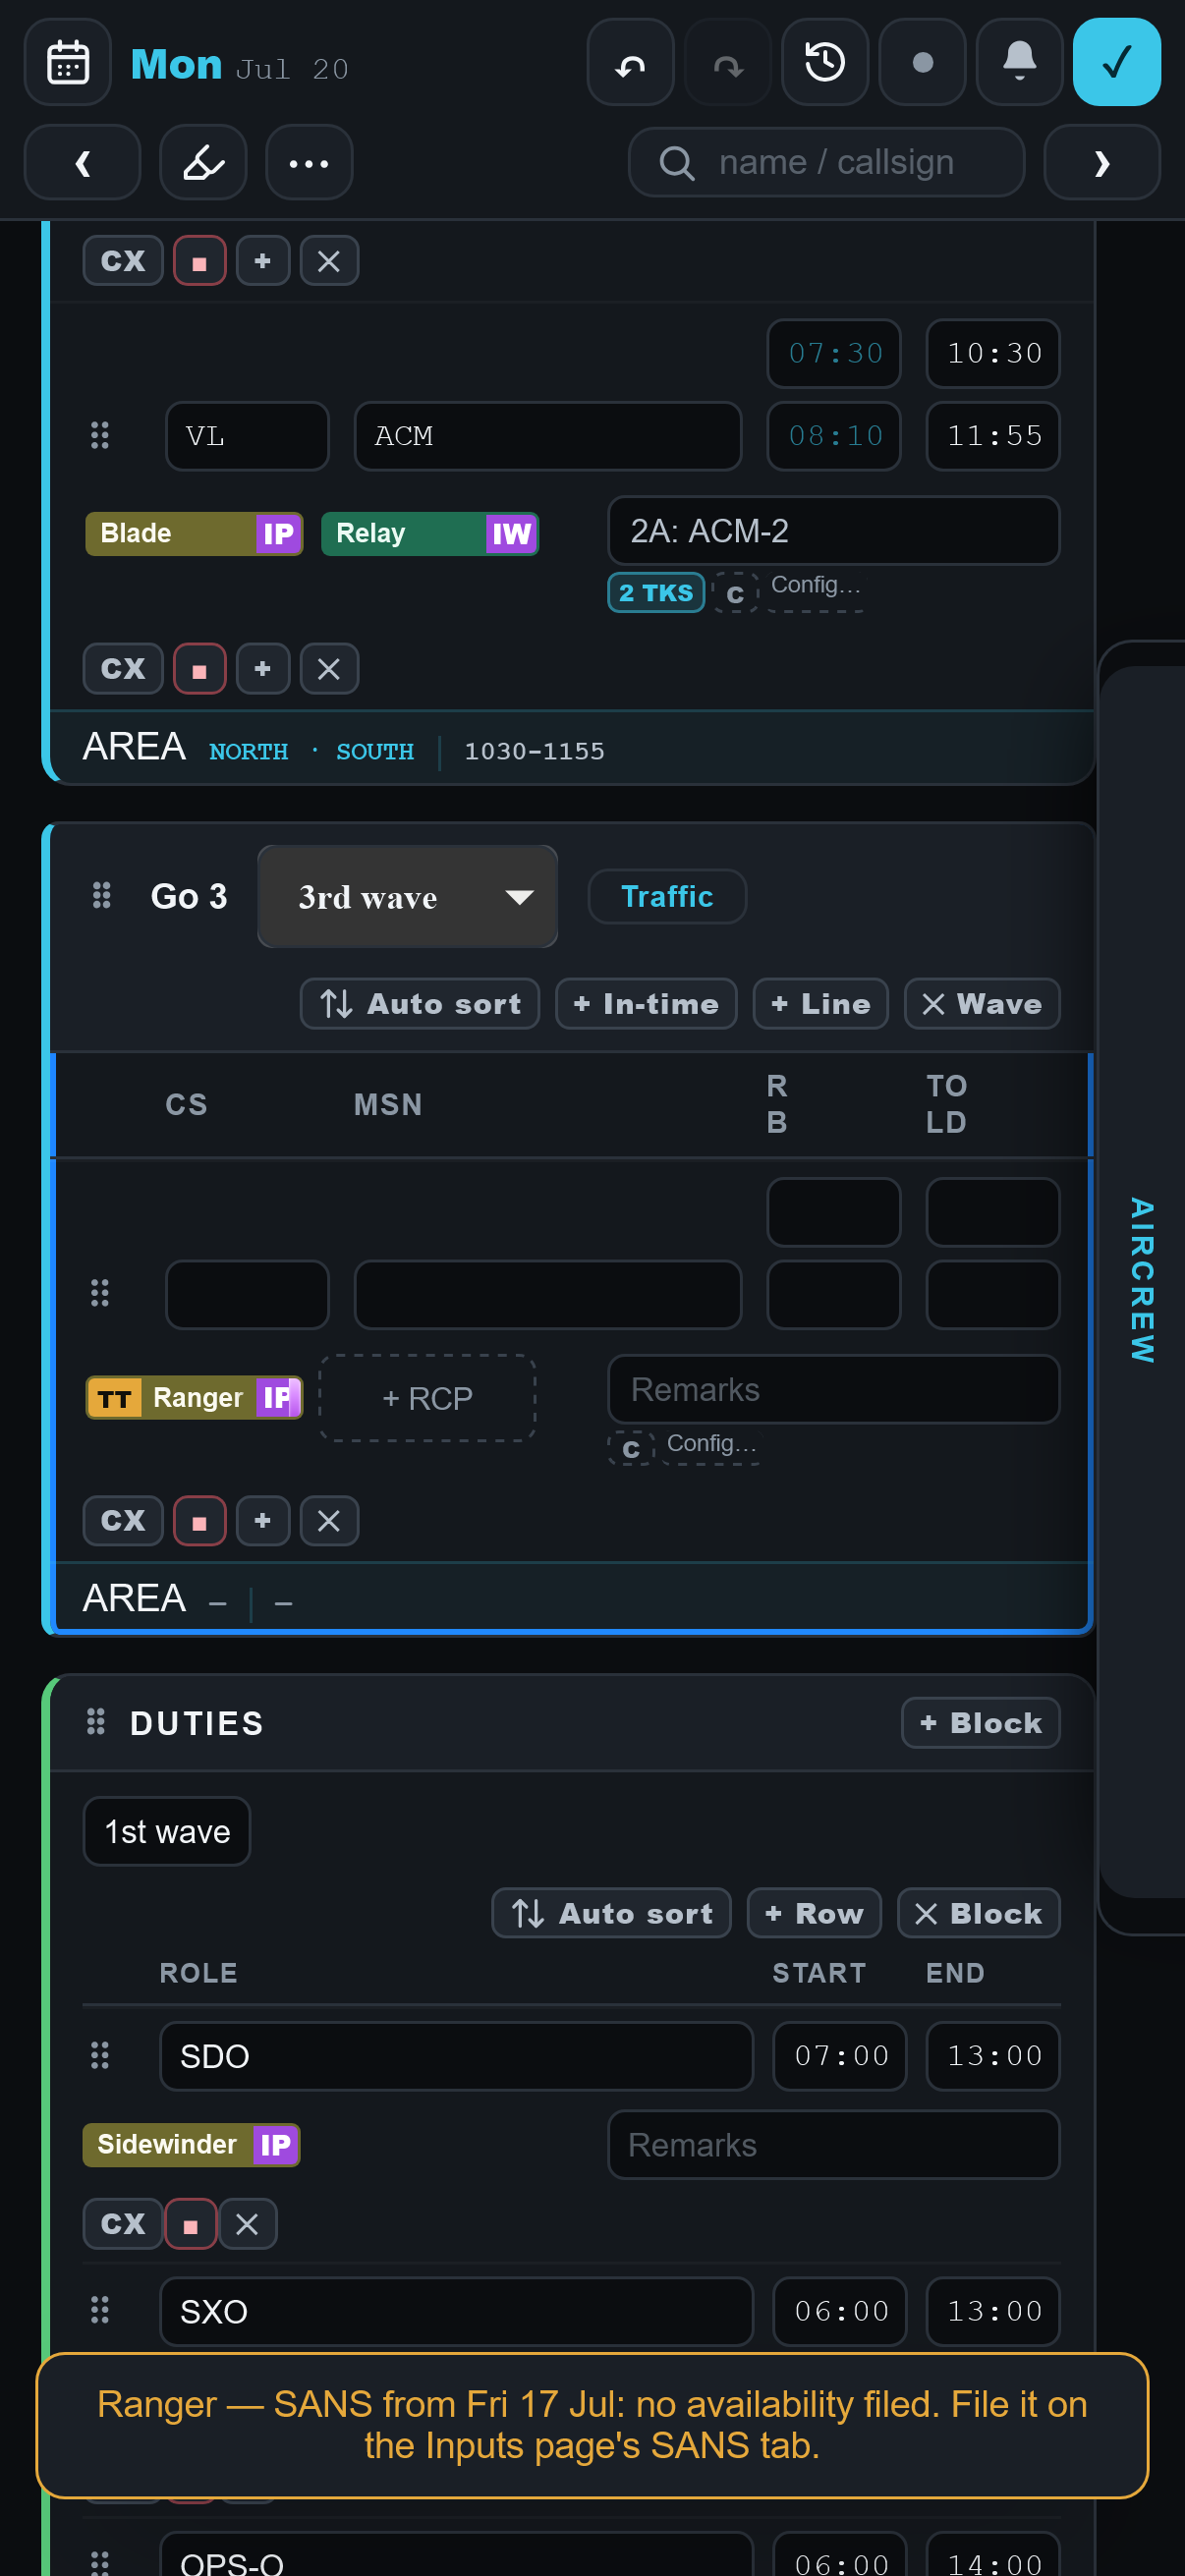 Mon Jul 20
name / callsign
CX
07:30 10:30
VL ACM 08:10 11:55
Blade IP Relay IW 2A: ACM-2
2 TKS C Config...
CX
AREA NORTH · SOUTH 1030–1155
Go 3 3rd wave Traffic
Auto sort + In-time + Line × Wave
CS MSN R TO
B LD
TT Ranger IP + RCP Remarks
C Config...
CX
AREA – –
AIRCREW
DUTIES + Block
1st wave
Auto sort + Row × Block
ROLE START END
SDO 07:00 13:00
Sidewinder IP Remarks
CX
SXO 06:00 13:00
Ranger — SANS from Fri 17 Jul: no availability filed. File it on
the Inputs page's SANS tab.
OPS-O 06:00 14:00